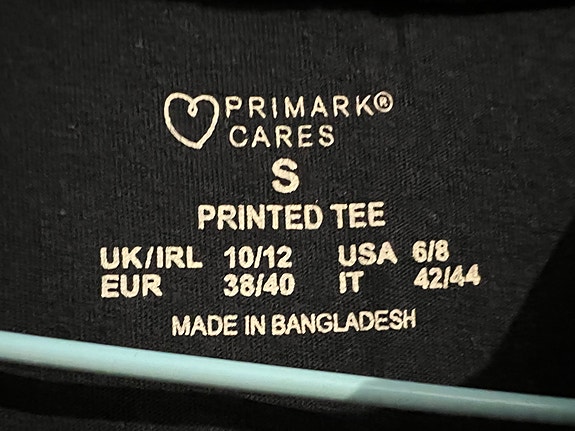 PRIMARK®
CARES
S
PRINTED TEE
UK/IRL 10/12 USA 6/8
EUR 38/40 IT 42/44
MADE IN BANGLADESH